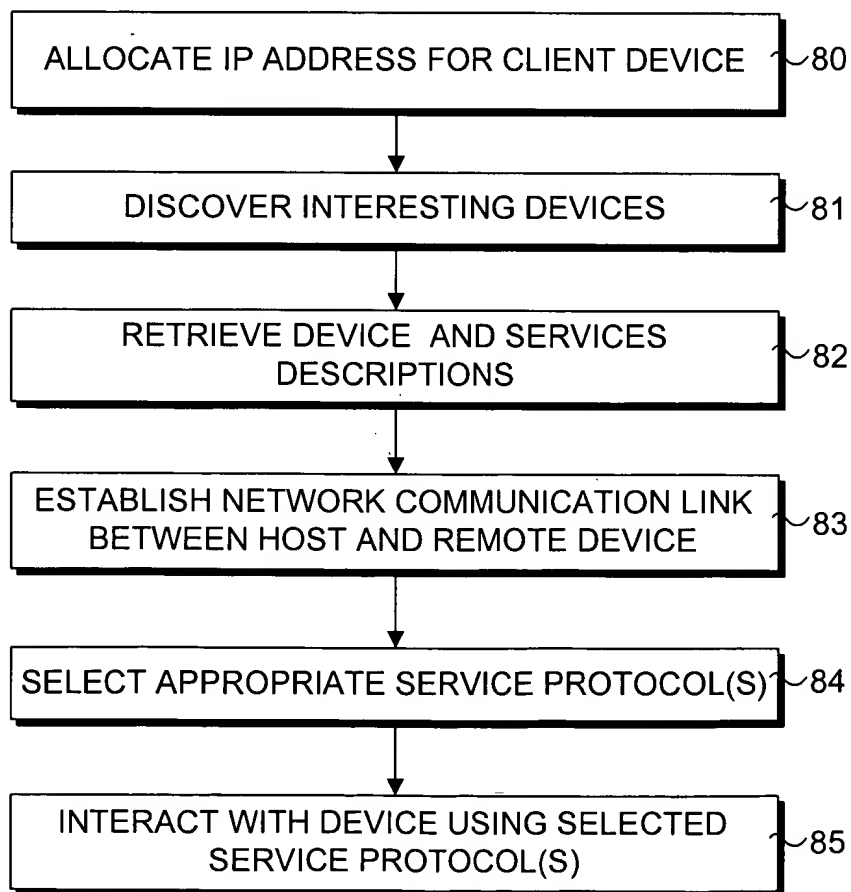 ALLOCATE IP ADDRESS FOR CLIENT DEVICE 80
DISCOVER INTERESTING DEVICES 81
RETRIEVE DEVICE AND SERVICES
DESCRIPTIONS
82
ESTABLISH NETWORK COMMUNICATION LINK
BETWEEN HOST AND REMOTE DEVICE
83
SELECT APPROPRIATE SERVICE PROTOCOL(S) 84
INTERACT WITH DEVICE USING SELECTED
SERVICE PROTOCOL(S)
85